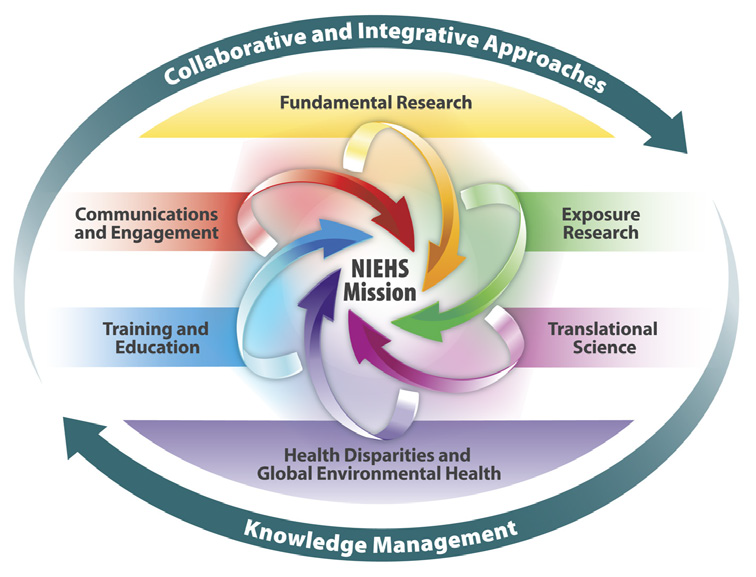 Collaborative and Integrative Approaches
Fundamental Research
Communications
and Engagement
Exposure
Research
NIEHS
Mission
Training and
Education
Translational
Science
Health Disparities and
Global Environmental Health
Knowledge Management